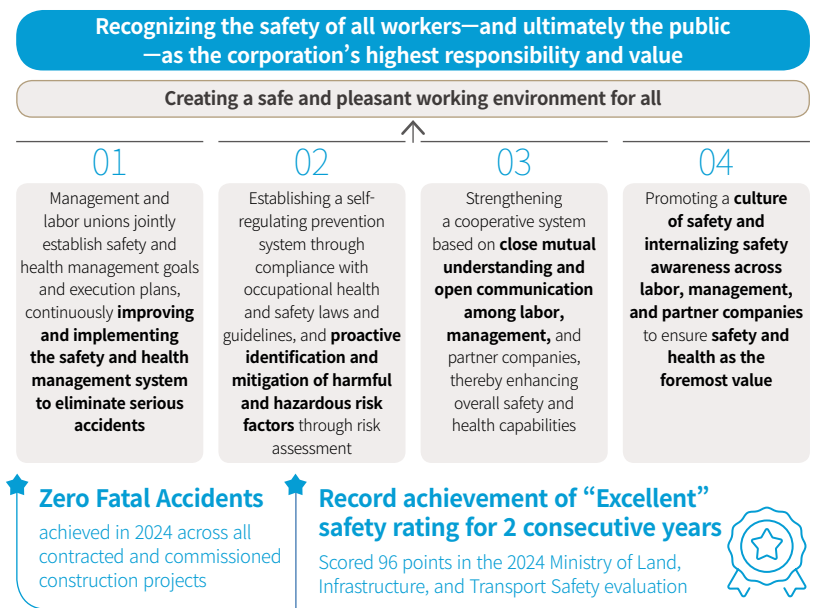 Recognizing the safety of all workers—and ultimately the public
—as the corporation's highest responsibility and value
Creating a safe and pleasant working environment for all
01
Management and
labor unions jointly
establish safety and
health management goals
and execution plans,
continuously improving
and implementing
the safety and health
management system
to eliminate serious
accidents
02
Establishing a self-
regulating prevention
system through
compliance with
occupational health
and safety laws and
guidelines, and proactive
identification and
mitigation of harmful
and hazardous risk
factors through risk
assessment
03
Strengthening
a cooperative system
based on close mutual
understanding and
open communication
among labor,
management, and
partner companies,
thereby enhancing
overall safety and
health capabilities
04
Promoting a culture
of safety and
internalizing safety
awareness across
labor, management,
and partner companies
to ensure safety and
health as the
foremost value
Zero Fatal Accidents
achieved in 2024 across all
contracted and commissioned
construction projects
Record achievement of “Excellent”
safety rating for 2 consecutive years
Scored 96 points in the 2024 Ministry of Land,
Infrastructure, and Transport Safety evaluation